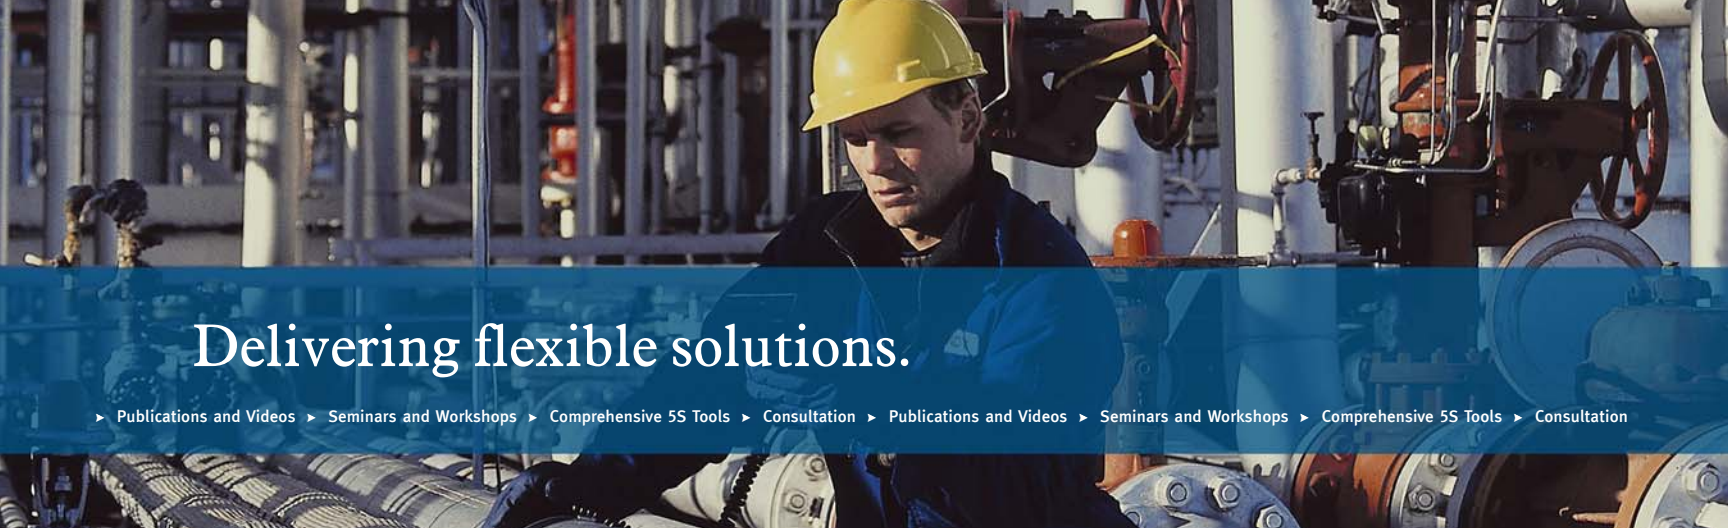 Delivering flexible solutions.
➤ Publications and Videos ➤ Seminars and Workshops ➤ Comprehensive 5S Tools ➤ Consultation ➤ Publications and Videos ➤ Seminars and Workshops ➤ Comprehensive 5S Tools ➤ Consultation